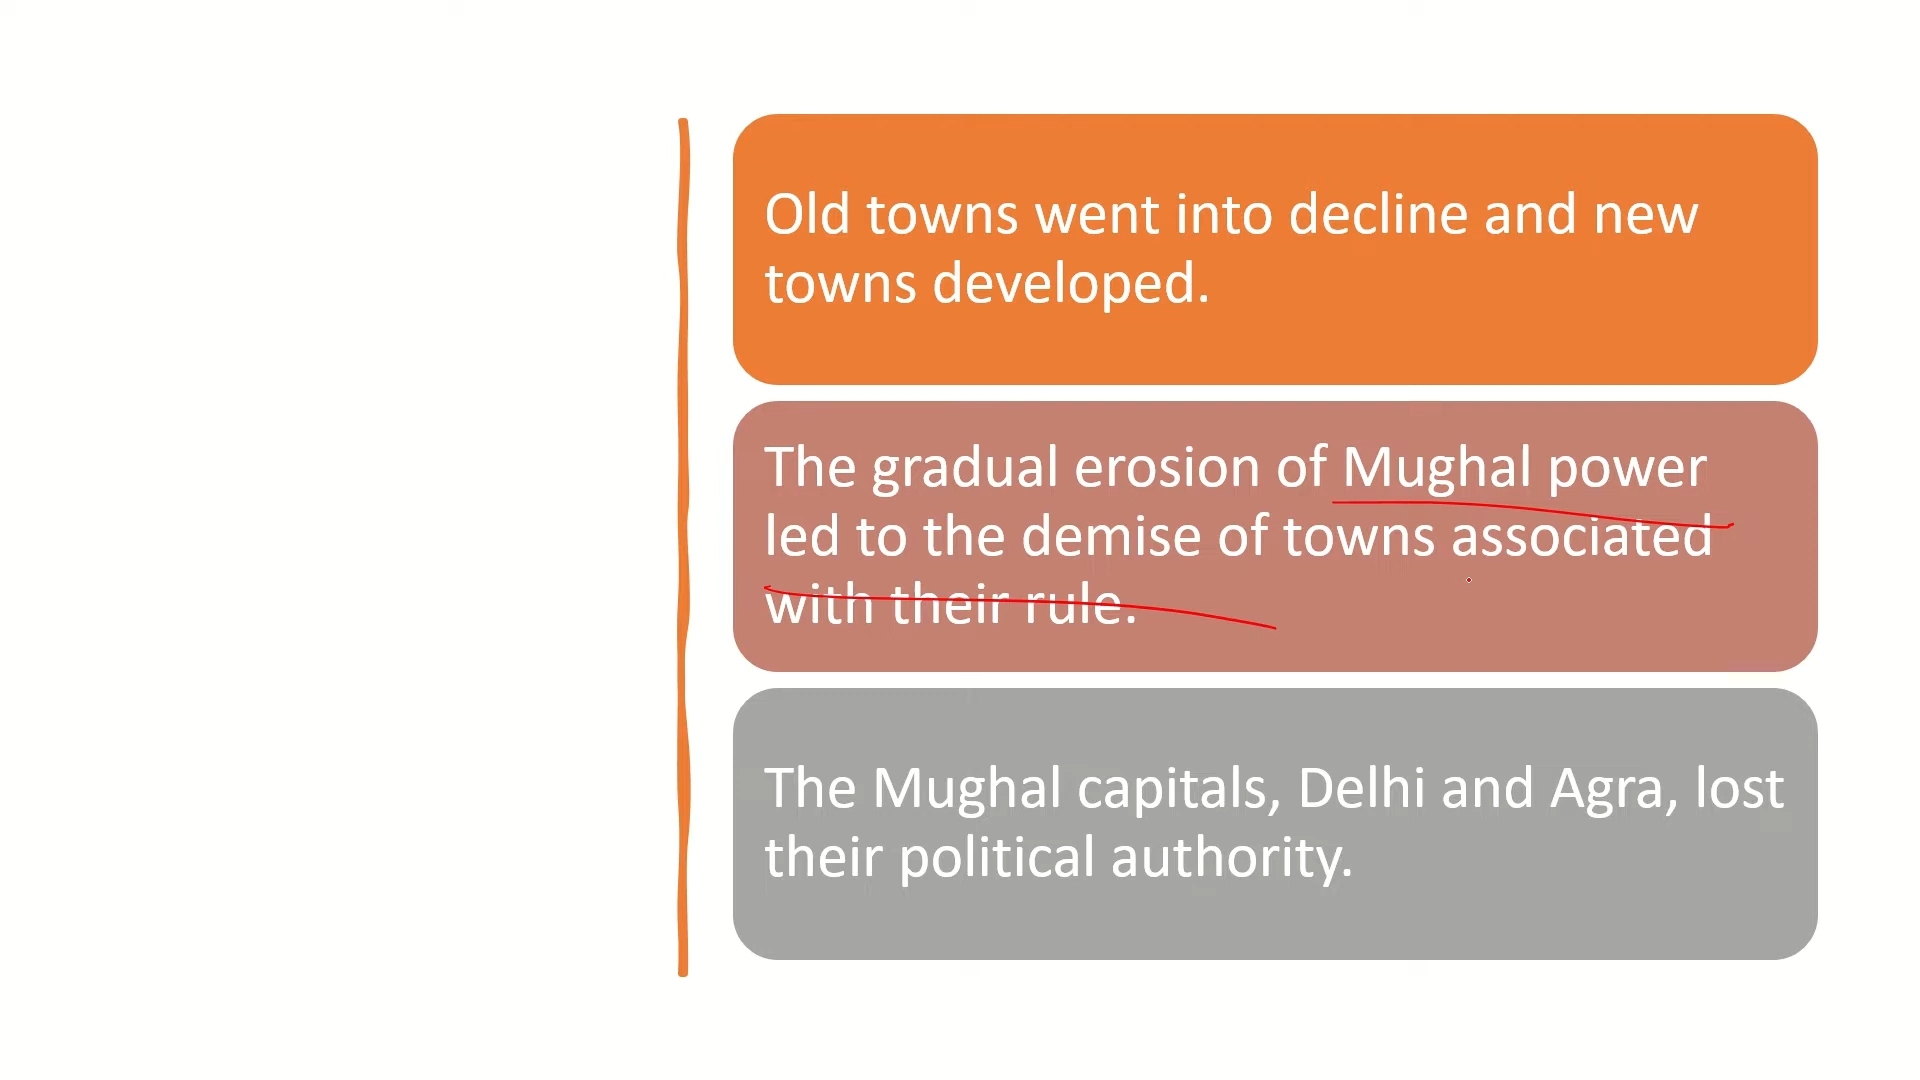 Old towns went into decline and new
towns developed.
The gradual erosion of Mughal power
led to the demise of towns associated
with their rule.
The Mughal capitals, Delhi and Agra, lost
their political authority.